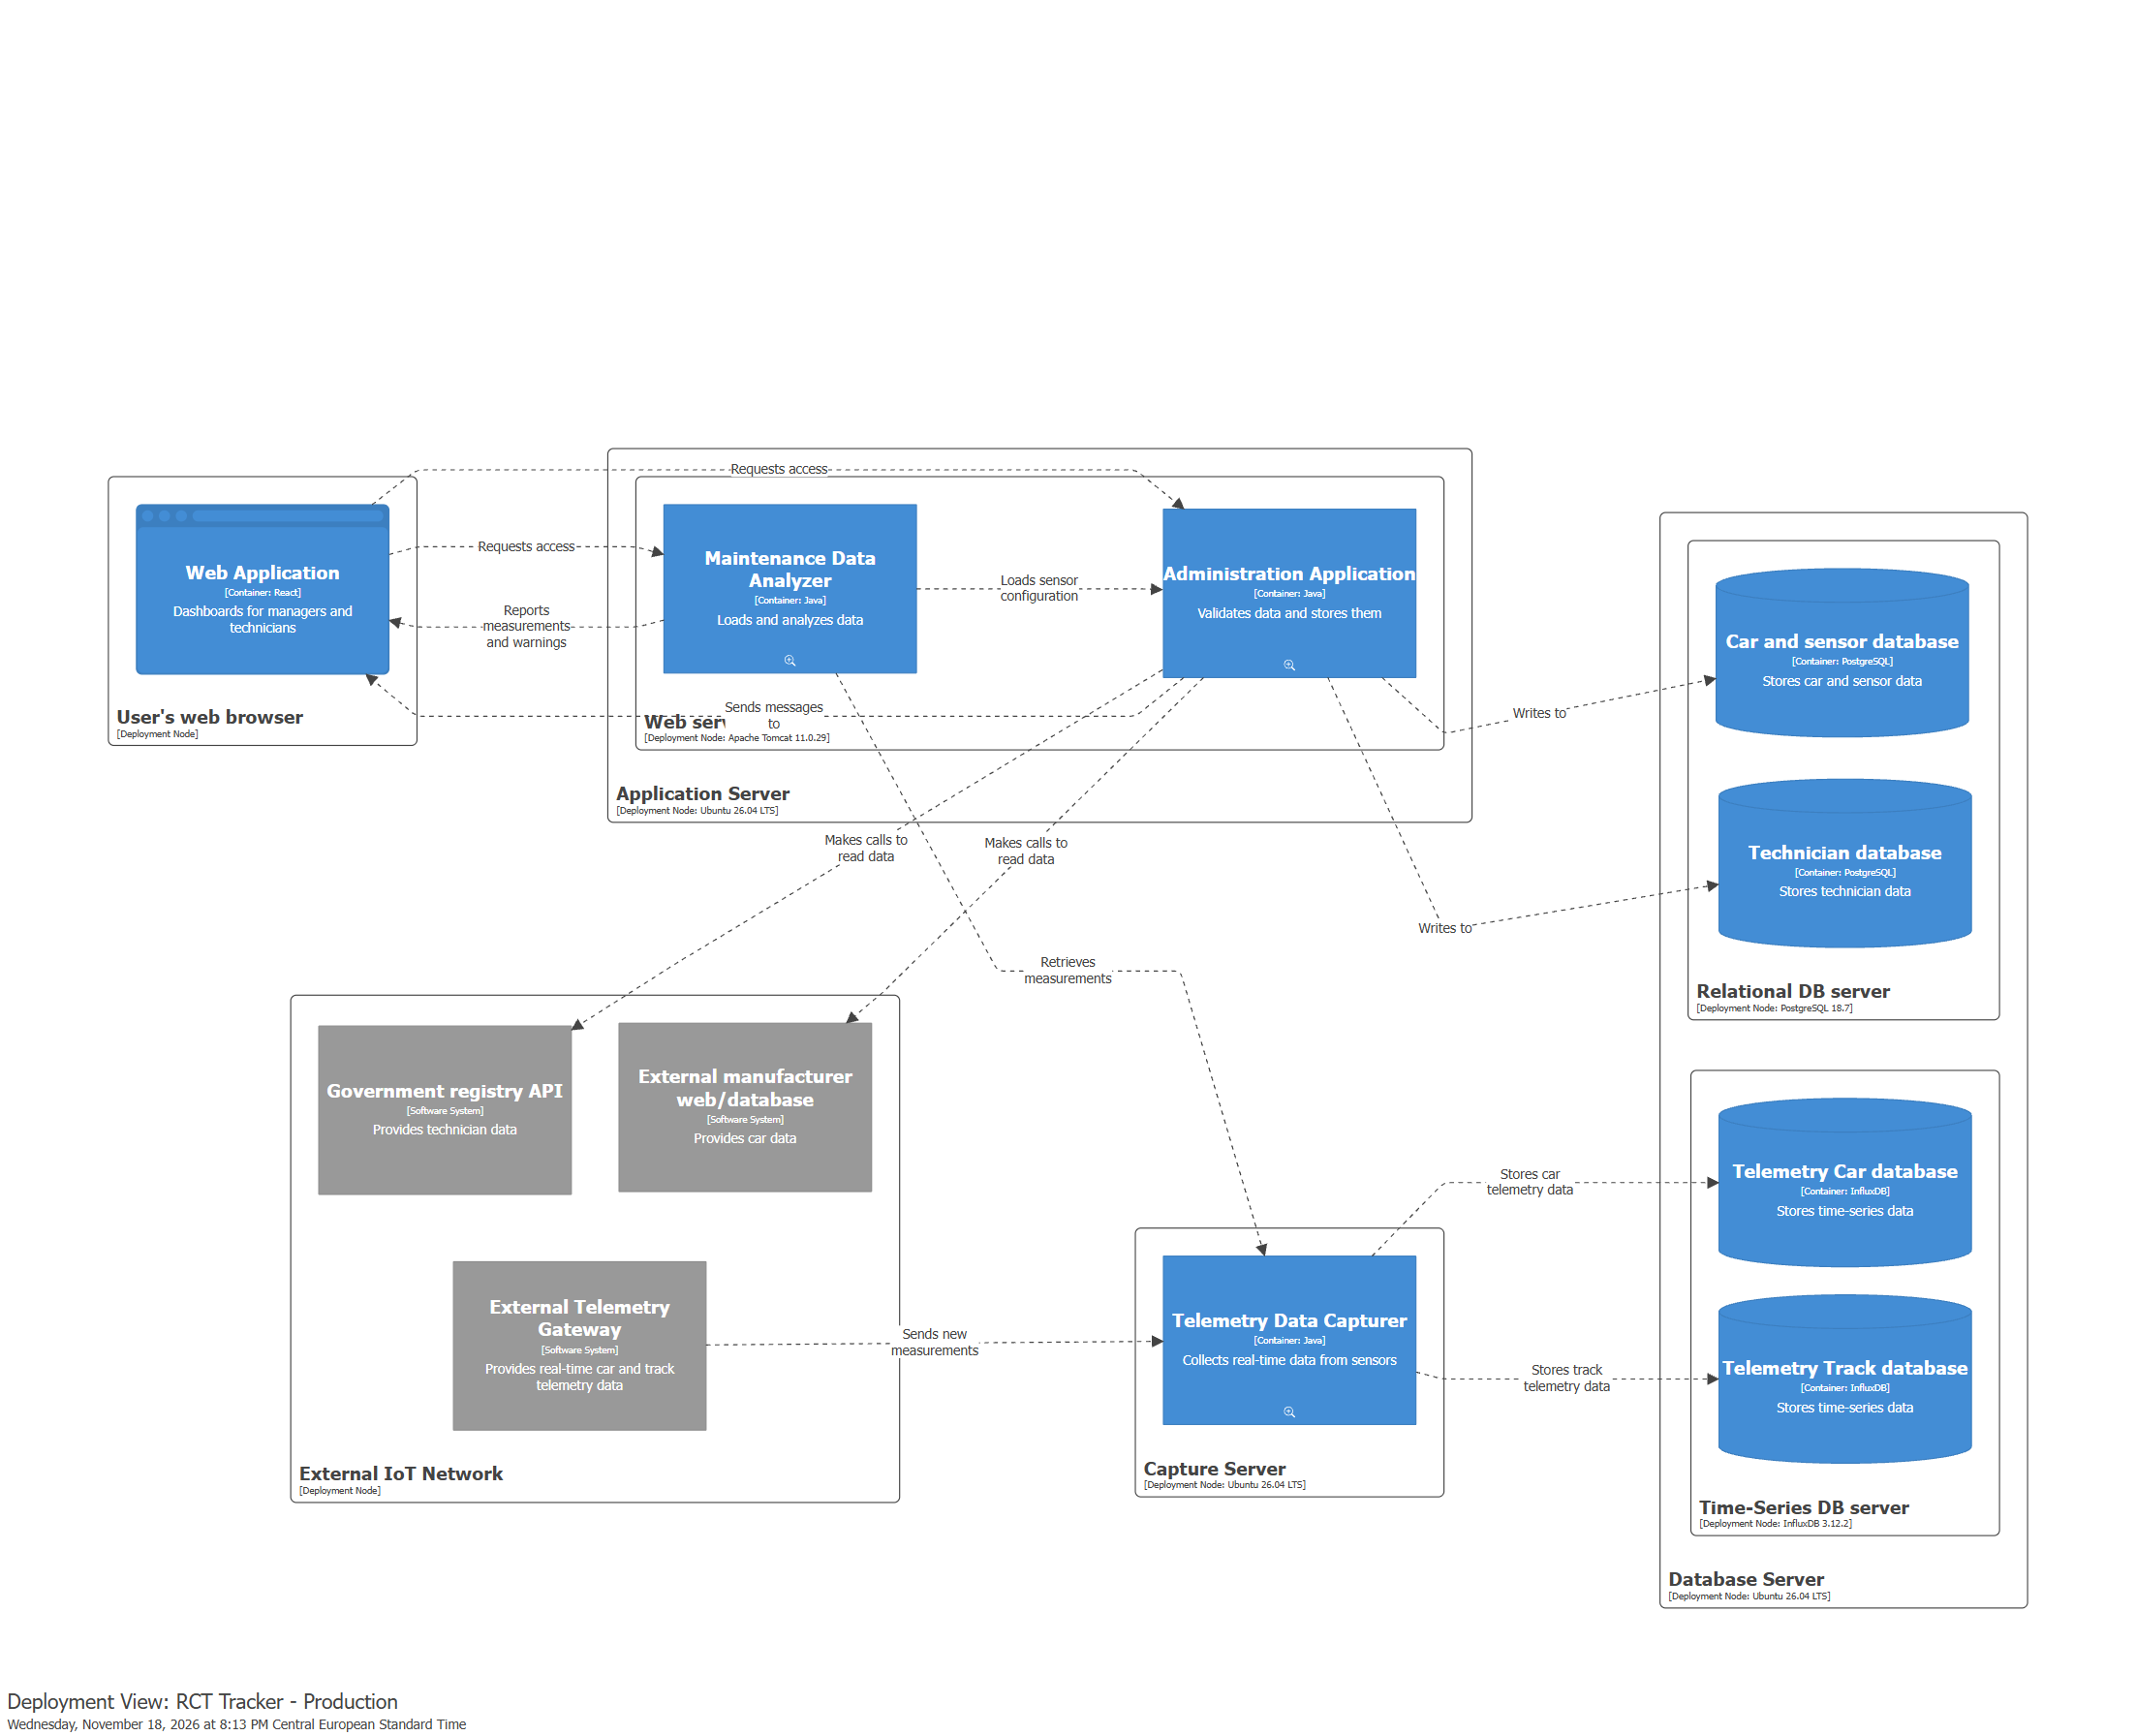 Requests access
Web Application
[Container: React]
Dashboards for managers and
technicians
User's web browser
[Deployment Node]
Requests access
Reports
measurements
and warnings
Maintenance Data
Analyzer
[Container: Java]
Loads and analyzes data
Loads sensor
configuration
Administration Application
[Container: Java]
Validates data and stores them
Sends messages
to
[Deployment Node: Apache Tomcat 11.0.29]
Application Server
[Deployment Node: Ubuntu 26.04 LTS]
Writes to
Car and sensor database
[Container: PostgreSQL]
Stores car and sensor data
Technician database
[Container: PostgreSQL]
Stores technician data
Writes to
Relational DB server
[Deployment Node: PostgreSQL 18.7]
Makes calls to
read data
Makes calls to
read data
Retrieves
measurements
Government registry API
[Software System]
Provides technician data
External manufacturer
web/database
[Software System]
Provides car data
External Telemetry
Gateway
[Software System]
Provides real-time car and track
telemetry data
External IoT Network
[Deployment Node]
Sends new
measurements
Telemetry Data Capturer
[Container: Java]
Collects real-time data from sensors
Capture Server
[Deployment Node: Ubuntu 26.04 LTS]
Stores car
telemetry data
Stores track
telemetry data
Telemetry Car database
[Container: InfluxDB]
Stores time-series data
Telemetry Track database
[Container: InfluxDB]
Stores time-series data
Time-Series DB server
[Deployment Node: InfluxDB 3.12.2]
Database Server
[Deployment Node: Ubuntu 26.04 LTS]
Deployment View: RCT Tracker - Production
Wednesday, November 18, 2026 at 8:13 PM Central European Standard Time